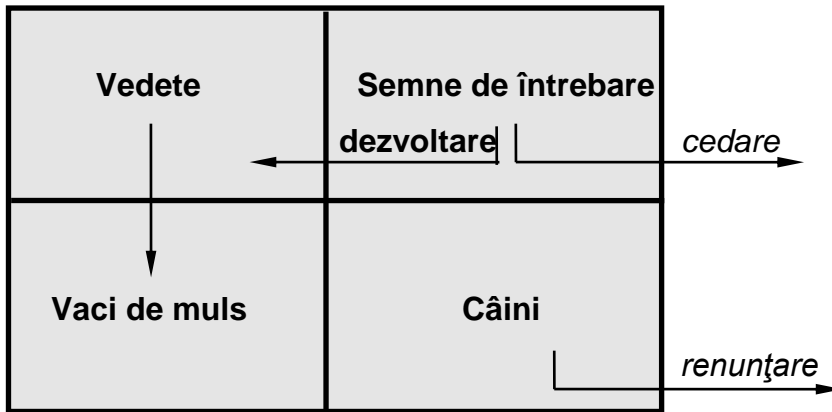 Vedete
Semne de întrebare
dezvoltare
cedare
Vaci de muls
Câini
renunţare